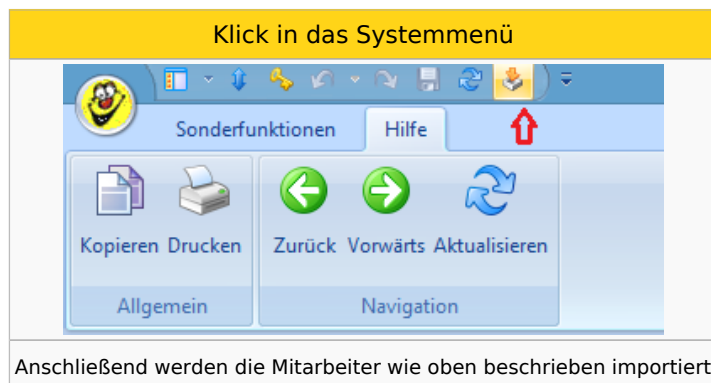 Klick in das Systemmenü
Sonderfunktionen Hilfe
Kopieren Drucken Zurück Vorwärts Aktualisieren
Allgemein Navigation
Anschließend werden die Mitarbeiter wie oben beschrieben importiert